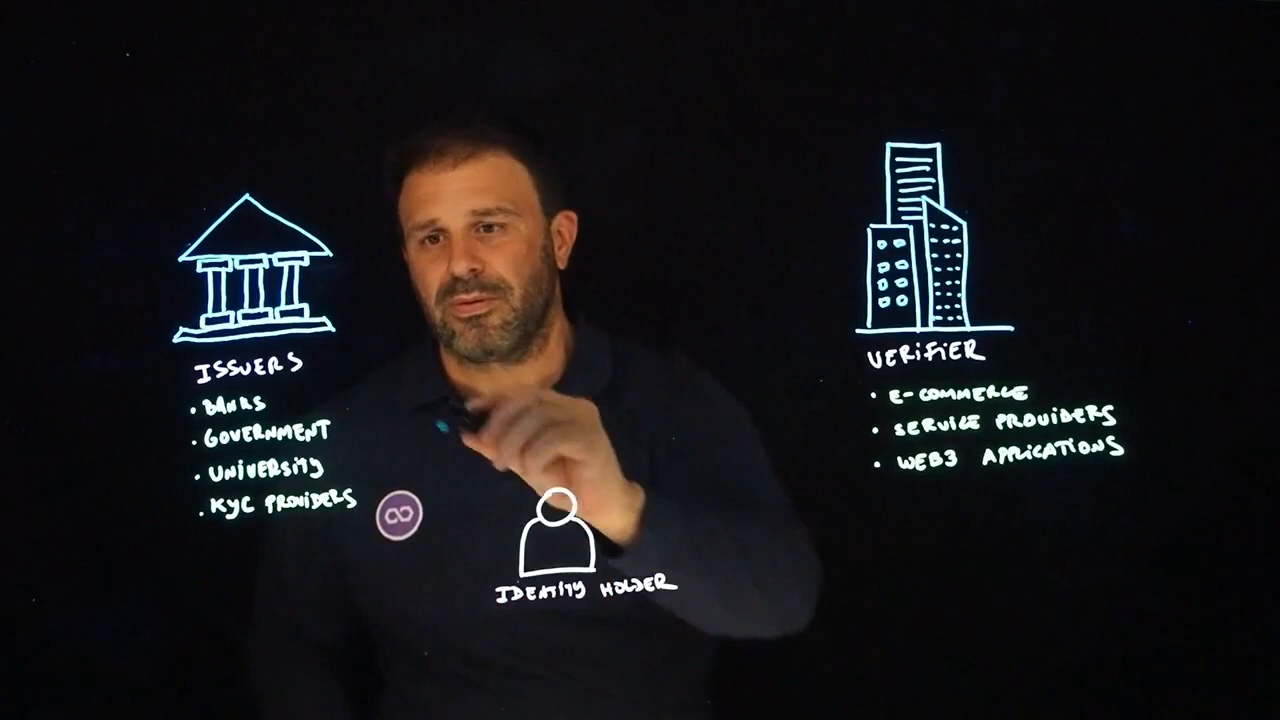 ISSUERS
• BANKS
• GOVERNMENT
• UNIVERSITY
• KYC PROVIDERS
IDENTITY HOLDER
VERIFIER
• E-COMMERCE
• SERVICE PROVIDERS
• WEB3 APPLICATIONS